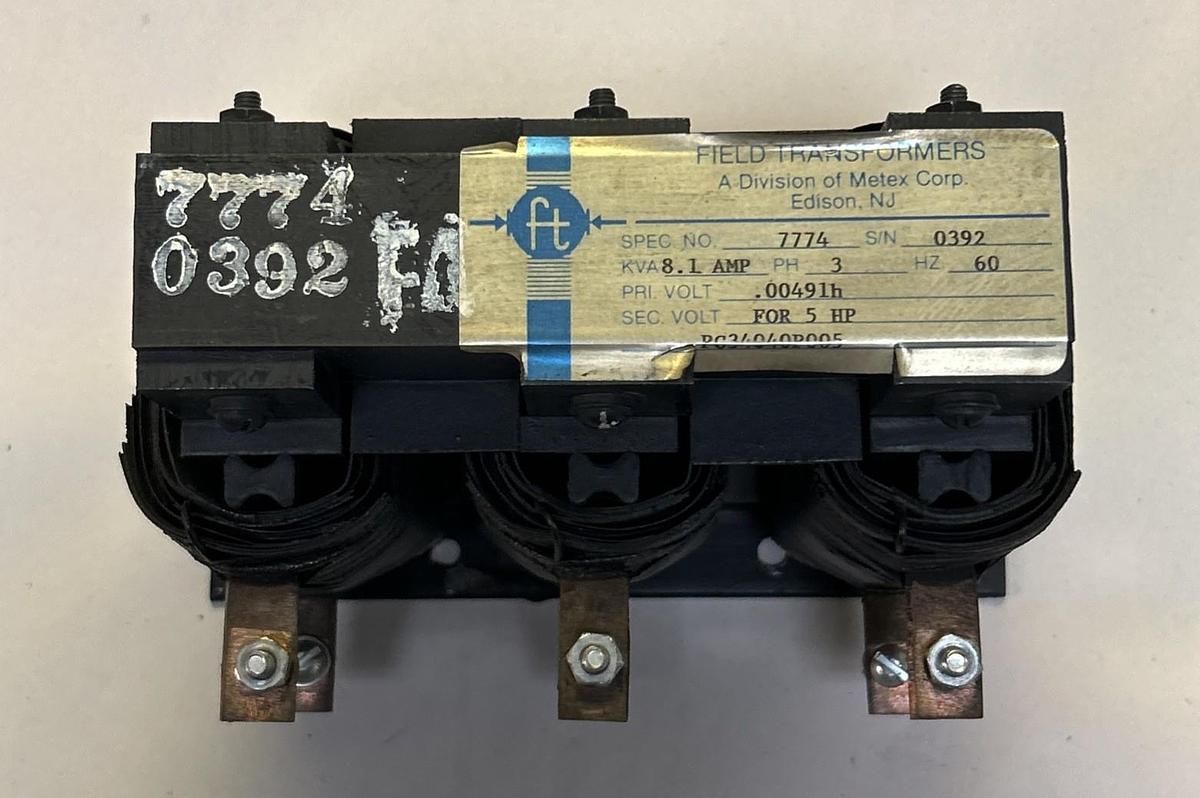 7774
0392
ft
FIELD TRANSFORMERS
A Division of Metex Corp.
Edison, NJ
SPEC. NO. 7774 S/N 0392
KVA 8.1 AMP PH 3 HZ 60
PRI. VOLT .00491h
SEC. VOLT FOR 5 HP
PC34040P005